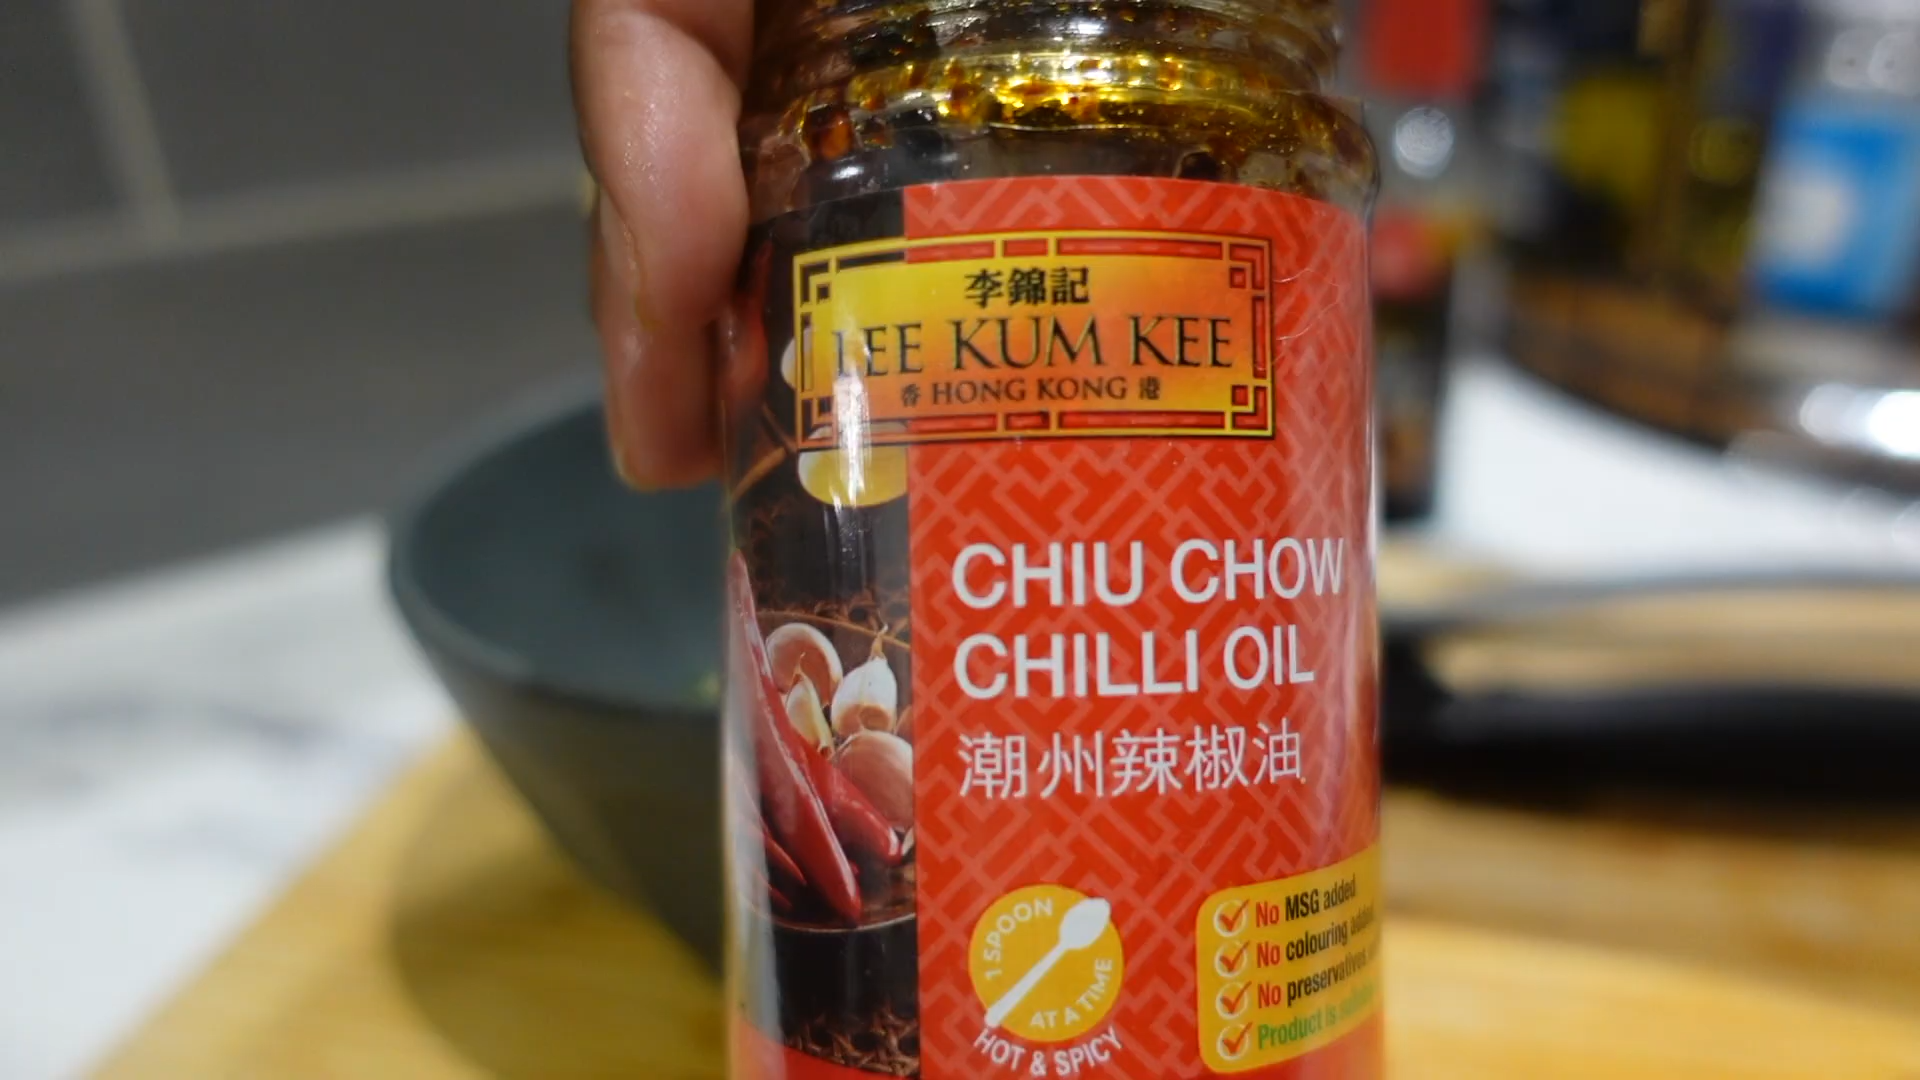 李錦記
LEE KUM KEE
香 HONG KONG 港
CHIU CHOW
CHILLI OIL
潮州辣椒油
1 SPOON
AT A TIME
HOT & SPICY
No MSG added
No colouring added
No preservatives
Product is